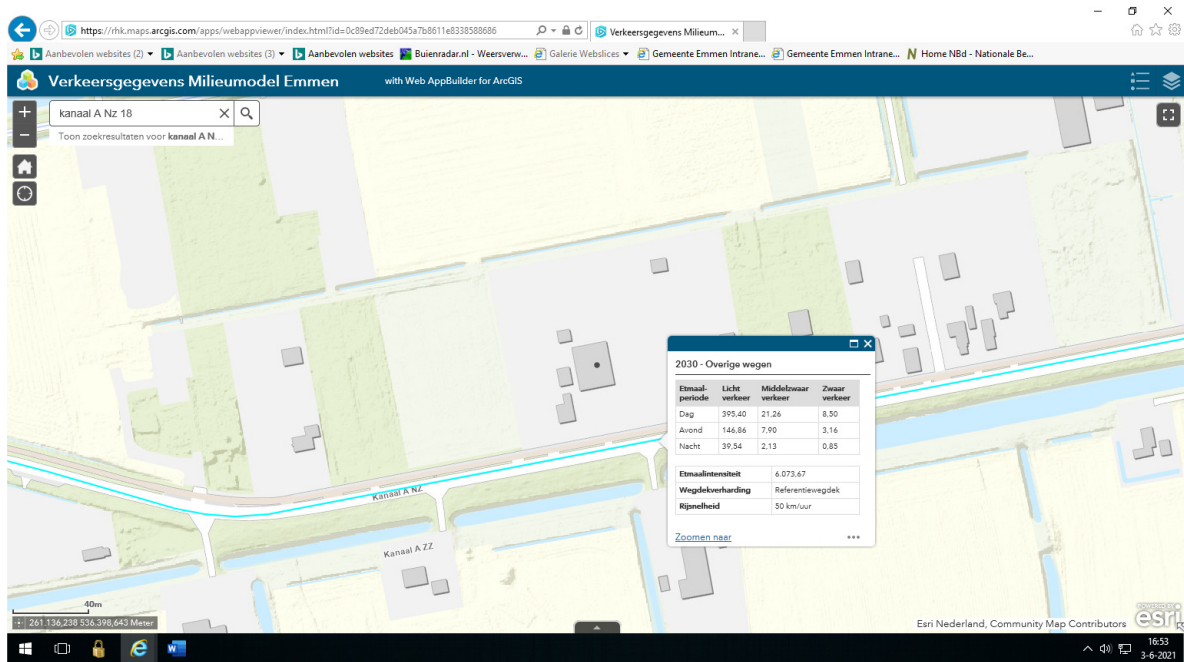 https://rhk.maps.arcgis.com/apps/webappviewer/index.html?id=0c89ed72deb045a7b8611e8338588686
Verkeersgegevens Milieum...
Aanbevolen websites (2)
Aanbevolen websites (3)
Aanbevolen websites
Buienradar.nl - Weersverw...
Galerie Webslices
Gemeente Emmen Intrane...
Gemeente Emmen Intrane...
Home NBd - Nationale Be...
Verkeersgegevens Milieumodel Emmen
with Web AppBuilder for ArcGIS
kanaal A Nz 18
Toon zoekresultaten voor kanaal A N...
2030 - Overige wegen
Etmaal-periode Licht verkeer Middelzwaar verkeer Zwaar verkeer
Dag 395,40 21,26 8,50
Avond 146,86 7,90 3,16
Nacht 39,54 2,13 0,85
Etmaalintensiteit 6.073,67
Wegdekverharding Referentiewegdek
Rijsnelheid 50 km/uur
Zoomen naar
Kanaal A NZ
Kanaal A ZZ
40m
261.136,238 536.398,643 Meter
Esri Nederland, Community Map Contributors
POWERED BY
esri
16:53
3-6-2021